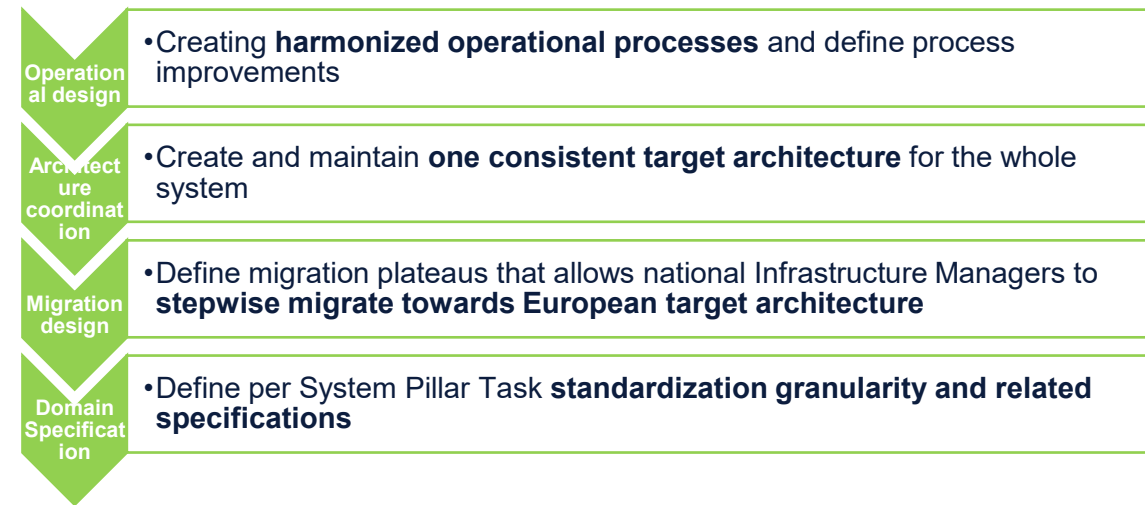 Operation
al design
•Creating harmonized operational processes and define process
improvements
Architect
ure
coordinat
ion
•Create and maintain one consistent target architecture for the whole
system
Migration
design
•Define migration plateaus that allows national Infrastructure Managers to
stepwise migrate towards European target architecture
Domain
Specificat
ion
•Define per System Pillar Task standardization granularity and related
specifications